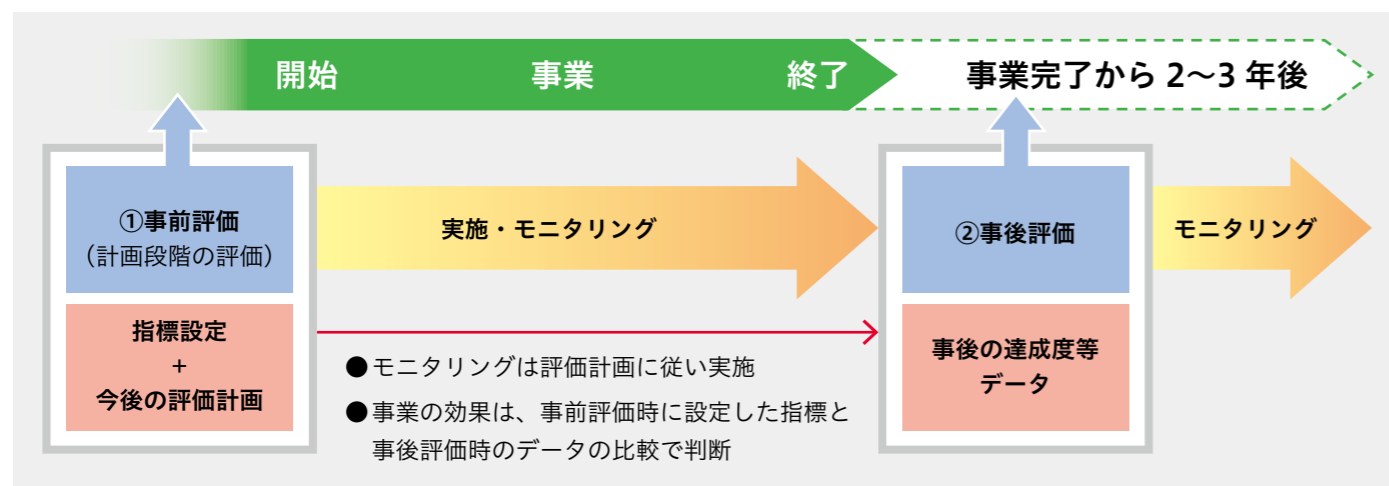 開始 事業 終了 事業完了から 2〜3 年後
①事前評価
（計画段階の評価）
実施・モニタリング
②事後評価
モニタリング
指標設定
+
今後の評価計画
●モニタリングは評価計画に従い実施
●事業の効果は、事前評価時に設定した指標と
事後評価時のデータの比較で判断
事後の達成度等
データ